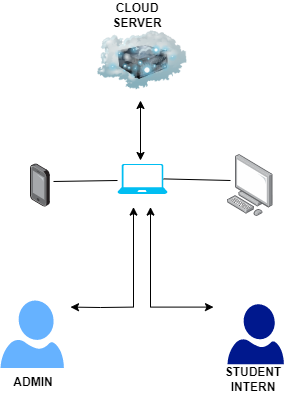 CLOUD
SERVER
ADMIN
STUDENT
INTERN